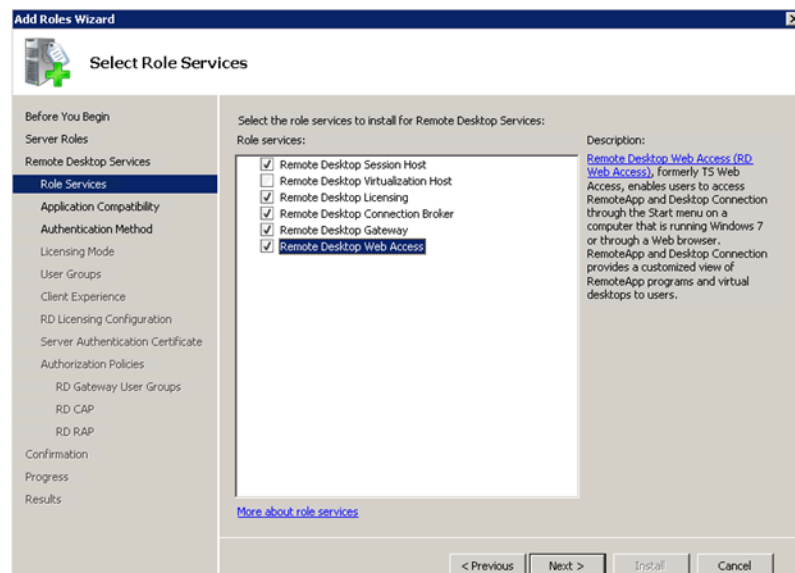 Add Roles Wizard
Select Role Services
Before You Begin
Server Roles
Remote Desktop Services
Role Services
Application Compatibility
Authentication Method
Licensing Mode
User Groups
Client Experience
RD Licensing Configuration
Server Authentication Certificate
Authorization Policies
RD Gateway User Groups
RD CAP
RD RAP
Confirmation
Progress
Results
Select the role services to install for Remote Desktop Services:
Role services:
Remote Desktop Session Host
Remote Desktop Virtualization Host
Remote Desktop Licensing
Remote Desktop Connection Broker
Remote Desktop Gateway
Remote Desktop Web Access
More about role services
Description:
Remote Desktop Web Access (RD
Web Access), formerly TS Web
Access, enables users to access
RemoteApp and Desktop Connection
through the Start menu on a
computer that is running Windows 7
or through a Web browser.
RemoteApp and Desktop Connection
provides a customized view of
RemoteApp programs and virtual
desktops to users.
< Previous
Next >
Install
Cancel